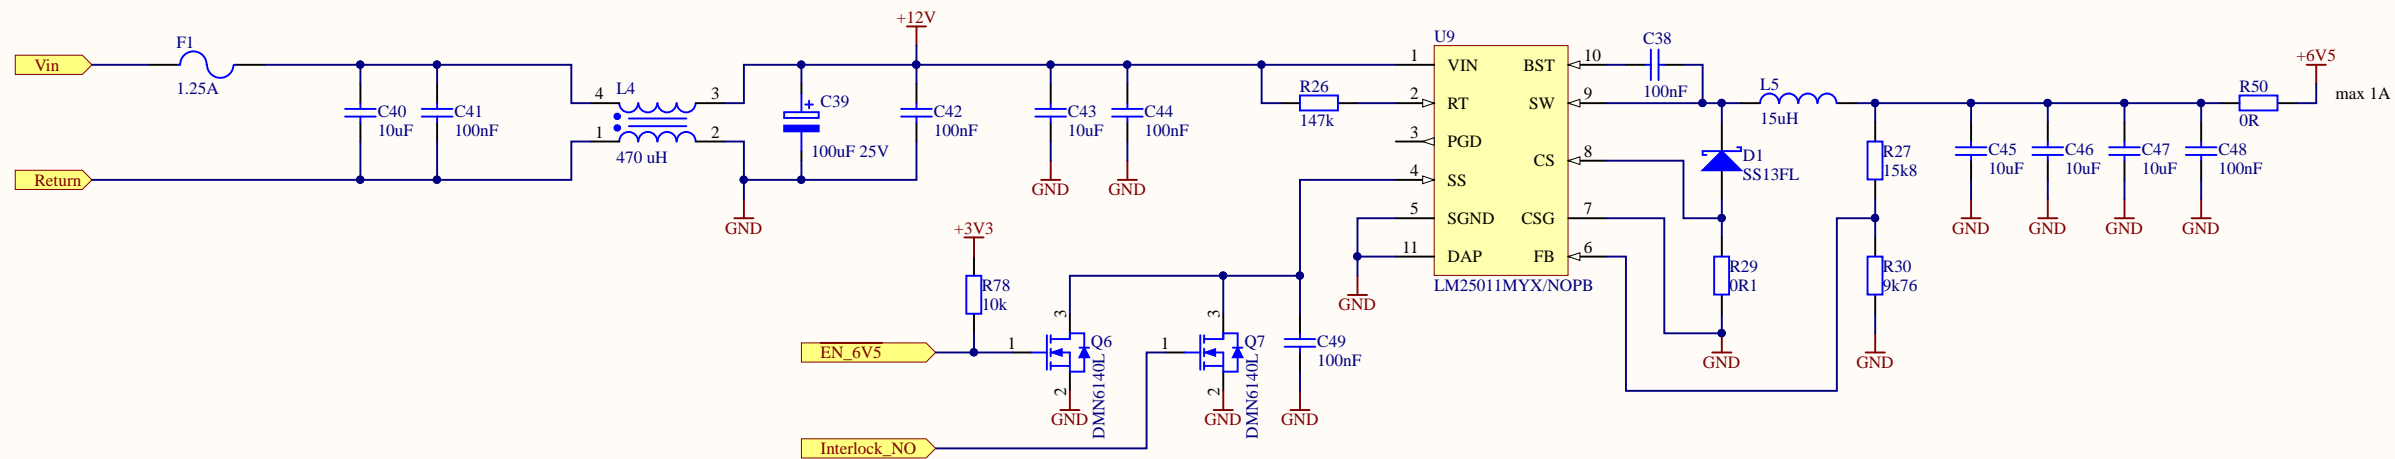 Vin
F1
1.25A
Return
C40
10uF
C41
100nF
L4
4
3
1
2
470 uH
+12V
C39
+
100uF 25V
C42
100nF
C43
10uF
C44
100nF
GND
GND
GND
R26
147k
U9
1
VIN
2
RT
3
PGD
4
SS
5
SGND
11
DAP
BST
10
SW
9
CS
8
CSG
7
FB
6
LM25011MYX/NOPB
GND
C38
100nF
L5
15uH
D1
SS13FL
R29
0R1
GND
R27
15k8
R30
9k76
GND
C45
10uF
C46
10uF
C47
10uF
C48
100nF
GND
GND
GND
GND
R50
0R
+6V5
max 1A
+3V3
R78
10k
EN_6V5
1
3
2
Q6
DMN6140L
GND
1
3
2
Q7
DMN6140L
GND
C49
100nF
GND
Interlock_NO